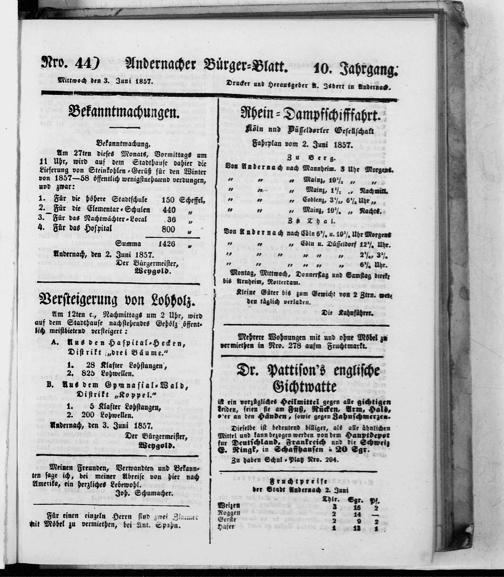 Nro. 44) Andernacher Bürger-Blatt. 10. Jahrgang.
Mittwoch den 3. Juni 1857. Drucker und Herausgeber A. Isbert in Andernach.
Bekanntmachungen.
Bekanntmachung.
Am 27ten dieses Monats, Vormittags um
11 Uhr, wird auf dem Stadthause dahier die
Lieferung von Steinkohlen-Gerüß für den Winter
von 1857—58 öffentlich wenigstnehmend verdungen,
und zwar:
1. Für die höhere Stadtschule 150 Scheffel,
2. Für die Elementar-Schulen 440 „
3. Für das Nachtwächter-Local 36 „
4. Für das Hospital 800 „
Summa 1426 „
Andernach, den 2. Juni 1857.
Der Bürgermeister,
Weygold.
Versteigerung von Lohholz.
Am 12ten c., Nachmittags um 2 Uhr, wird
auf dem Stadthause nachstehendes Gehölz öffent-
lich meistbietend versteigert:
A. Aus den Hospital-Hecken,
Distrikt „drei Bäume.“
1. 28 Klafter Lohstangen,
2. 825 Lohwellen.
B. Aus dem Gymnasial-Wald,
Distrikt „Koppel.“
1. 5 Klafter Lohstangen,
2. 200 Lohwellen.
Andernach, den 3. Juni 1857.
Der Bürgermeister,
Weygold.
Meinen Freunden, Verwandten und Bekann-
ten sage ich, bei meiner Abreise von hier nach
Amerika, ein herzliches Lebewohl.
Joh. Schumacher.
Für einen einzeln Herrn sind zwei Zimmer
mit Möbel zu vermiethen, bei Ant. Spohn.
Rhein-Dampfschifffahrt.
Köln und Düsseldorfer Gesellschaft
Fahrplan vom 2. Juni 1857.
Zu Berg.
Von Andernach nach Mannheim. 3 Uhr Morgens.
„ „ „ Mainz, 10½ „ „
„ „ „ Mainz, 1½ „ Nachm.
„ „ „ Coblenz, „ „
„ „ „ Mainz, 10½ „ Nachts.
Zu Thal.
Von Andernach nach Cöln 6¾ u. 10¼ Uhr Morgens
„ „ „ Cöln u. Düsseldorf 12¼ Uhr.
„ „ „ „ „
„ „ „ „ Uhr.
Montag, Mittwoch, Donnerstag und Samstag direkt
bis Arnheim, Rotterdam.
Kleine Güter bis zum Gewicht von 2 Ztrn. wer-
den täglich verladen.
Die Kahnführer.
Mehrere Wohnungen mit und ohne Möbel zu
vermiethen in Nro. 278 aufm Fruchtmarkt.
Dr. Pattison's englische
Gichtwatte
ist ein vorzügliches Heilmittel gegen alle gichtigen
Leiden, seien sie am Fuß, Rücken, Arm, Hals,
oder an den Händen, sowie gegen Zahnschmerzen.
Dieselbe ist bedeutend billiger, als alle ähnlichen
Mittel und kann bezogen werden von dem Hauptdepot
für Deutschland, Frankreich und die Schweiz
E. Ringk, in Schaffhausen à 20 Sgr.
Zu haben Schul-Platz Nro. 204.
Fruchtpreise
der Stadt Andernach 2. Juni
Thlr. Sgr. Pf.
Weizen 3 15 2
Roggen 2 14 —
Gerste 2 9 2
Hafer 1 13 1